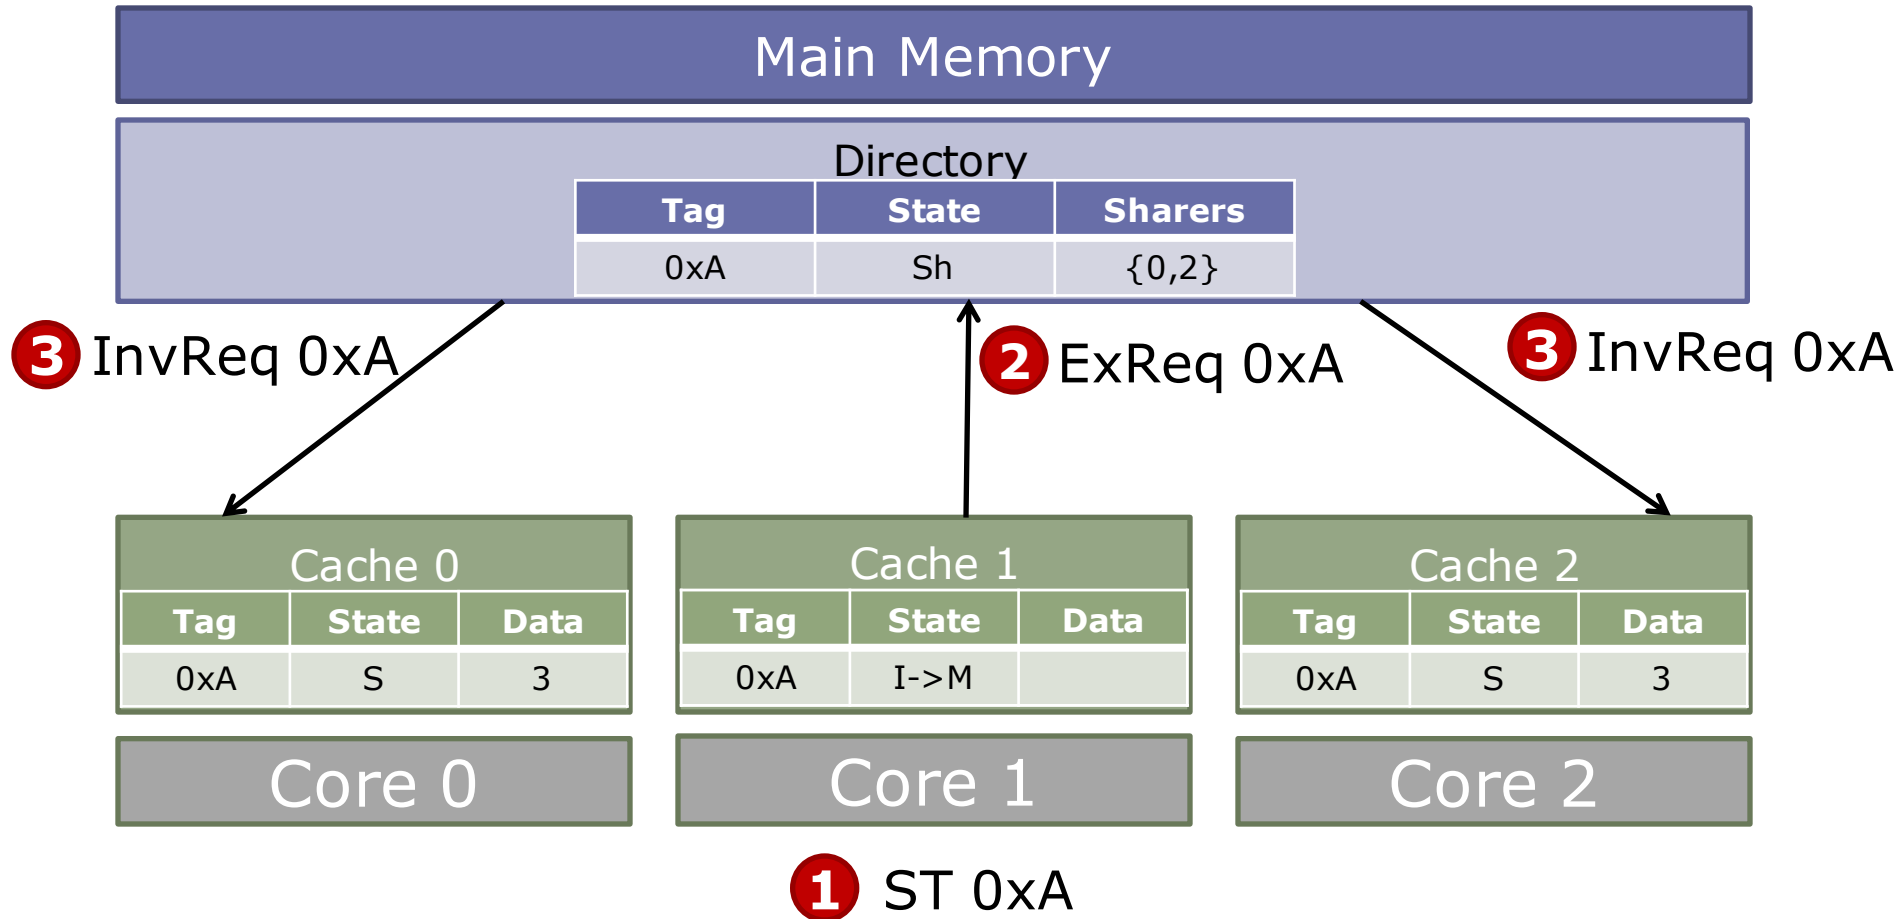 Main Memory
Directory
Tag State Sharers
0xA Sh {0,2}
3 InvReq 0xA
2 ExReq 0xA
3 InvReq 0xA
Cache 0
Tag State Data
0xA S 3
Cache 1
Tag State Data
0xA I->M
Cache 2
Tag State Data
0xA S 3
Core 0
Core 1
Core 2
1 ST 0xA